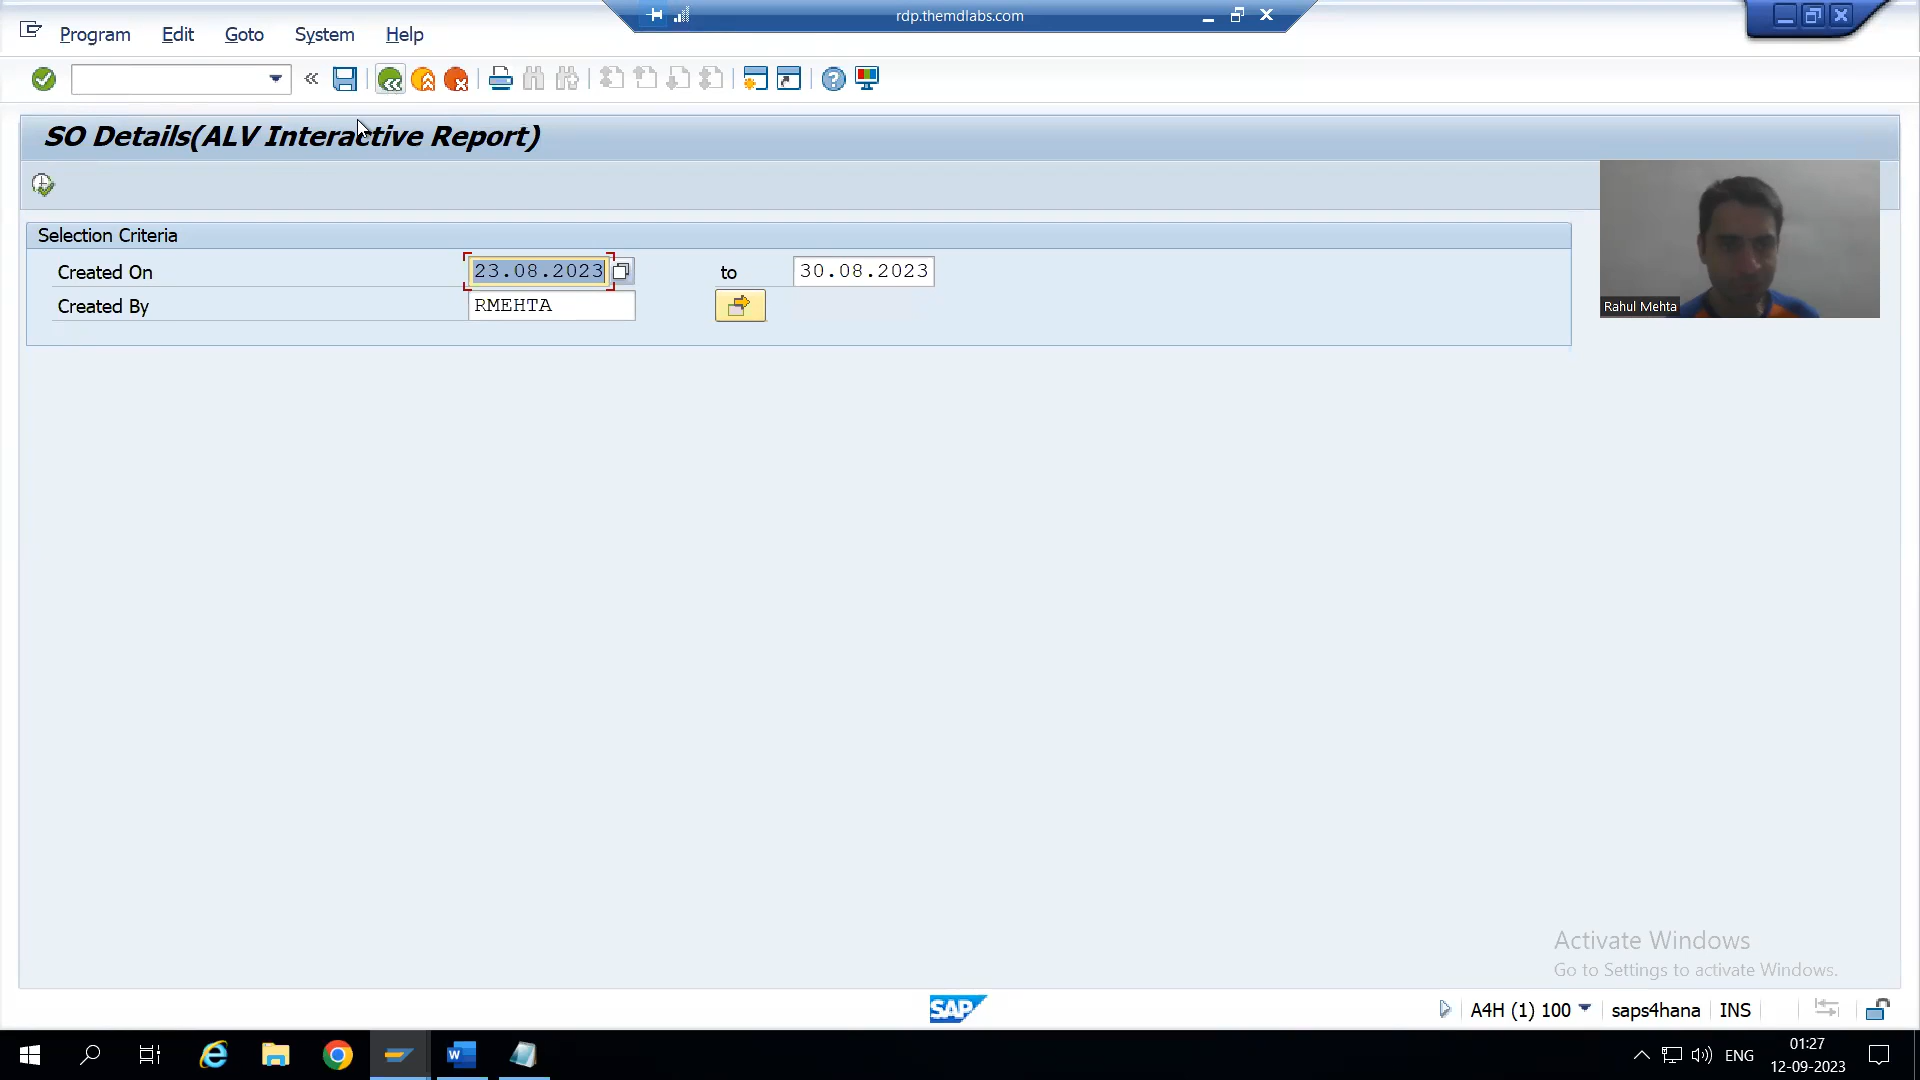 rdp.themdlabs.com
Program Edit Goto System Help
SO Details(ALV Interactive Report)
Selection Criteria
Created On 23.08.2023 to 30.08.2023
Created By RMEHTA
Rahul Mehta
Activate Windows
Go to Settings to activate Windows.
SAP
A4H (1) 100 saps4hana INS
ENG
01:27
12-09-2023